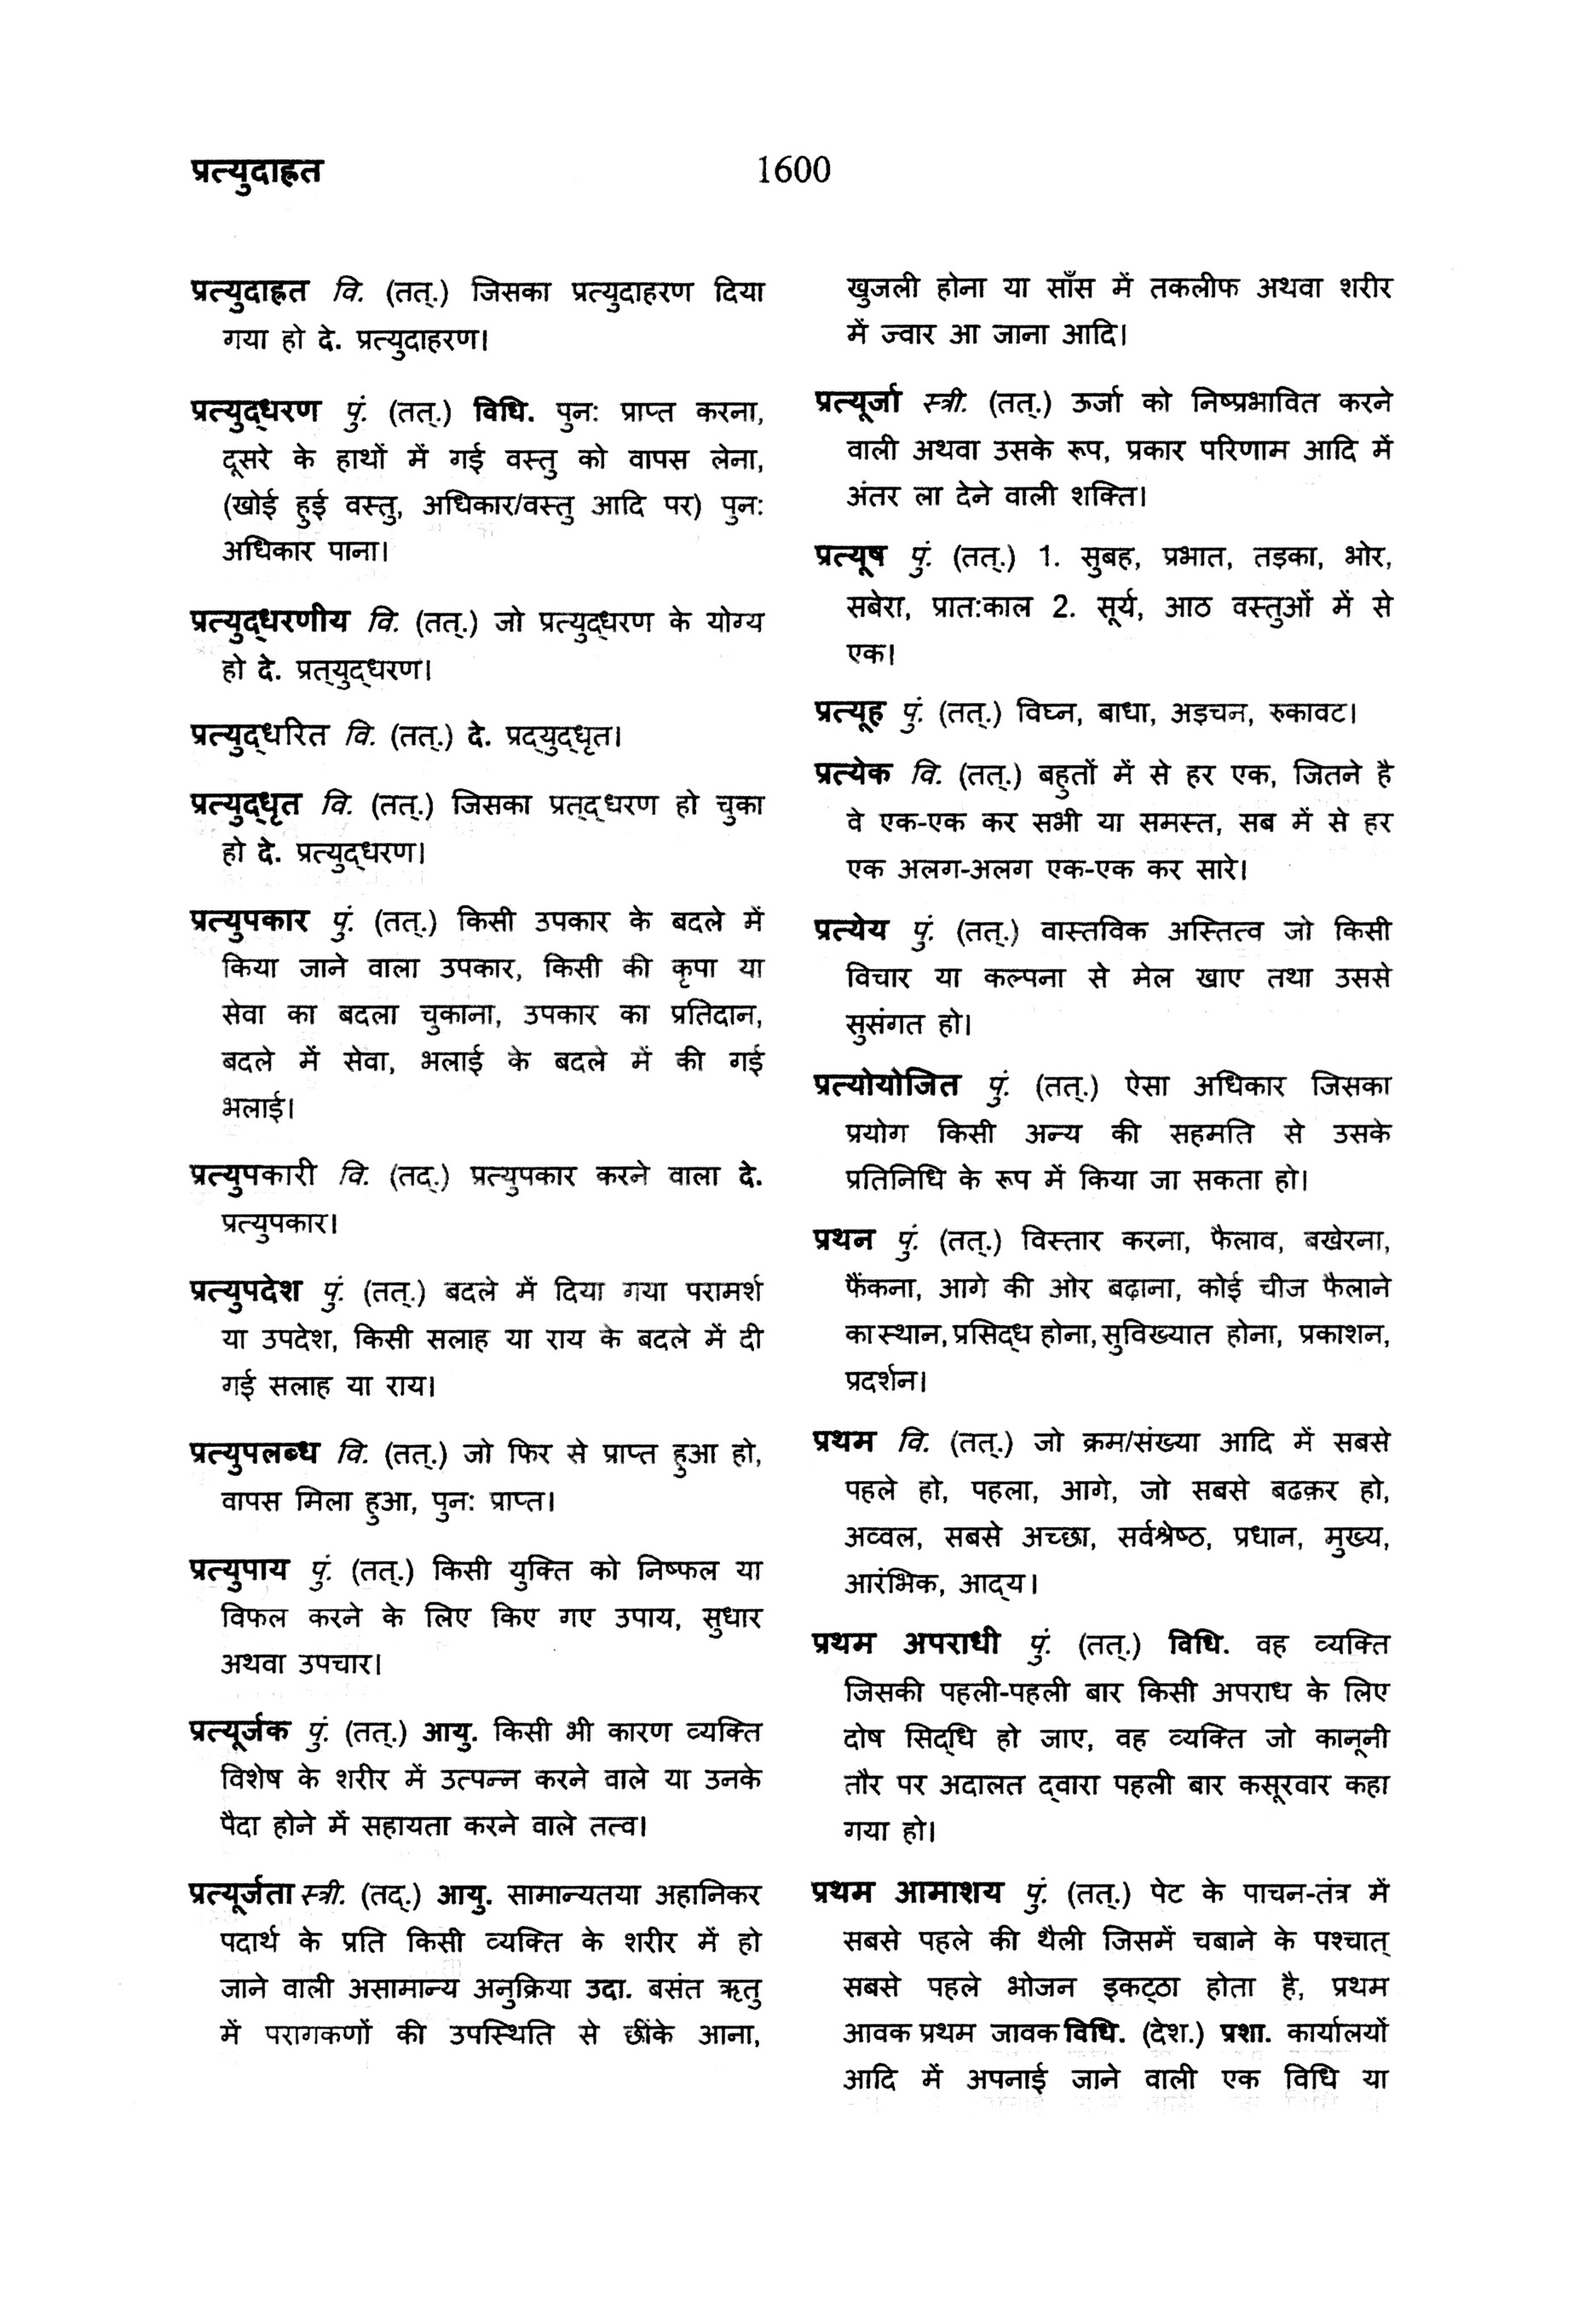 प्रत्युदाह्रत
1600
प्रत्युदाह्रत वि. (तत्.) जिसका प्रत्युदाहरण दिया
गया हो दे. प्रत्युदाहरण।
प्रत्युद्धरण पुं. (तत्.) विधि. पुन: प्राप्त करना,
दूसरे के हाथों में गई वस्तु को वापस लेना,
(खोई हुई वस्तु, अधिकार/वस्तु आदि पर) पुन:
अधिकार पाना।
प्रत्युद्धरणीय वि. (तत्.) जो प्रत्युद्धरण के योग्य
हो दे. प्रत्‌युद्धरण।
प्रत्युद्धरित वि. (तत्.) दे. प्रद्युद्धृत।
प्रत्युद्धृत वि. (तत्.) जिसका प्रत्द्धरण हो चुका
हो दे. प्रत्युद्धरण।
प्रत्युपकार पुं. (तत्.) किसी उपकार के बदले में
किया जाने वाला उपकार, किसी की कृपा या
सेवा का बदला चुकाना, उपकार का प्रतिदान,
बदले में सेवा, भलाई के बदले में की गई
भलाई।
प्रत्युपकारी वि. (तद्.) प्रत्युपकार करने वाला दे.
प्रत्युपकार।
प्रत्युपदेश पुं. (तत्.) बदले में दिया गया परामर्श
या उपदेश, किसी सलाह या राय के बदले में दी
गई सलाह या राय।
प्रत्युपलब्ध वि. (तत्.) जो फिर से प्राप्त हुआ हो,
वापस मिला हुआ, पुन: प्राप्त।
प्रत्युपाय पुं. (तत्.) किसी युक्ति को निष्फल या
विफल करने के लिए किए गए उपाय, सुधार
अथवा उपचार।
प्रत्यूर्जक पुं. (तत्.) आयु. किसी भी कारण व्यक्ति
विशेष के शरीर में उत्पन्न करने वाले या उनके
पैदा होने में सहायता करने वाले तत्व।
प्रत्यूर्जता स्त्री. (तद्.) आयु. सामान्यतया अहानिकर
पदार्थ के प्रति किसी व्यक्ति के शरीर में हो
जाने वाली असामान्य अनुक्रिया उदा. बसंत ऋतु
में परागकणों की उपस्थिति से छींके आना,
खुजली होना या साँस में तकलीफ अथवा शरीर
में ज्वार आ जाना आदि।
प्रत्यूर्जा स्त्री. (तत्.) ऊर्जा को निष्प्रभावित करने
वाली अथवा उसके रूप, प्रकार परिणाम आदि में
अंतर ला देने वाली शक्ति।
प्रत्यूष पुं. (तत्.) 1. सुबह, प्रभात, तड़का, भोर,
सबेरा, प्रात:काल 2. सूर्य, आठ वस्तुओं में से
एक।
प्रत्यूह पुं. (तत्.) विघ्न, बाधा, अड़चन, रुकावट।
प्रत्येक वि. (तत्.) बहुतों में से हर एक, जितने है
वे एक-एक कर सभी या समस्त, सब में से हर
एक अलग-अलग एक-एक कर सारे।
प्रत्येय पुं. (तत्.) वास्तविक अस्तित्व जो किसी
विचार या कल्पना से मेल खाए तथा उससे
सुसंगत हो।
प्रत्योयोजित पुं. (तत्.) ऐसा अधिकार जिसका
प्रयोग किसी अन्य की सहमति से उसके
प्रतिनिधि के रूप में किया जा सकता हो।
प्रथन पुं. (तत्.) विस्तार करना, फैलाव, बखेरना,
फैंकना, आगे की ओर बढ़ाना, कोई चीज फैलाने
का स्थान, प्रसिद्ध होना, सुविख्यात होना, प्रकाशन,
प्रदर्शन।
प्रथम वि. (तत्.) जो क्रम/संख्या आदि में सबसे
पहले हो, पहला, आगे, जो सबसे बढक़र हो,
अव्वल, सबसे अच्छा, सर्वश्रेष्ठ, प्रधान, मुख्य,
आरंभिक, आद्य।
प्रथम अपराधी पुं. (तत्.) विधि. वह व्यक्ति
जिसकी पहली-पहली बार किसी अपराध के लिए
दोष सिद्धि हो जाए, वह व्यक्ति जो कानूनी
तौर पर अदालत द्वारा पहली बार कसूरवार कहा
गया हो।
प्रथम आमाशय पुं. (तत्.) पेट के पाचन-तंत्र में
सबसे पहले की थैली जिसमें चबाने के पश्चात्
सबसे पहले भोजन इकट्ठा होता है, प्रथम
आवक प्रथम जावक विधि. (देश.) प्रशा. कार्यालयों
आदि में अपनाई जाने वाली एक विधि या